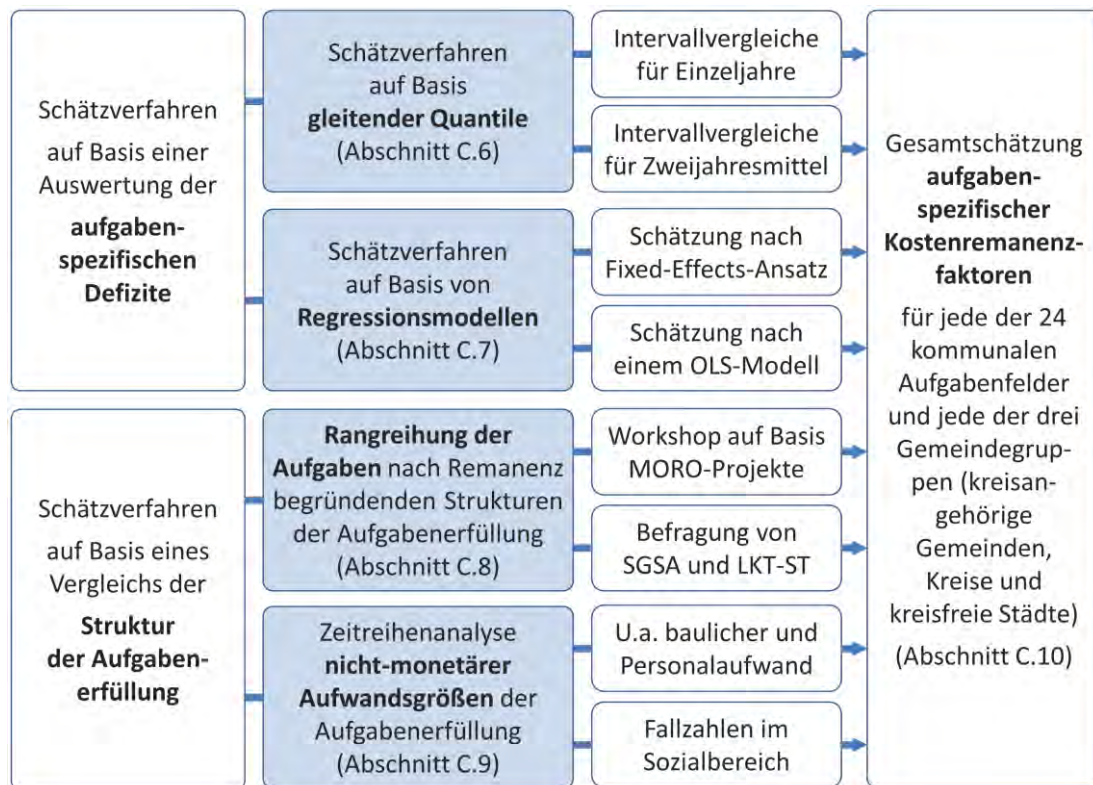 Schätzverfahren
auf Basis einer
Auswertung der
aufgaben-
spezifischen
Defizite
Schätzverfahren
auf Basis
gleitender Quantile
(Abschnitt C.6)
Intervallvergleiche
für Einzeljahre
Intervallvergleiche
für Zweijahresmittel
Schätzverfahren
auf Basis von
Regressionsmodellen
(Abschnitt C.7)
Schätzung nach
Fixed-Effects-Ansatz
Schätzung nach
einem OLS-Modell
Schätzverfahren
auf Basis eines
Vergleichs der
Struktur
der Aufgaben-
erfüllung
Rangreihung der
Aufgaben nach Remanenz
begründenden Strukturen
der Aufgabenerfüllung
(Abschnitt C.8)
Workshop auf Basis
MORO-Projekte
Befragung von
SGSA und LKT-ST
Zeitreihenanalyse
nicht-monetärer
Aufwandsgrößen der
Aufgabenerfüllung
(Abschnitt C.9)
U.a. baulicher und
Personalaufwand
Fallzahlen im
Sozialbereich
Gesamtschätzung
aufgaben-
spezifischer
Kostenremanenz-
faktoren
für jede der 24
kommunalen
Aufgabenfelder
und jede der drei
Gemeindegrup-
pen (kreisan-
gehörige
Gemeinden,
Kreise und
kreisfreie Städte)
(Abschnitt C.10)